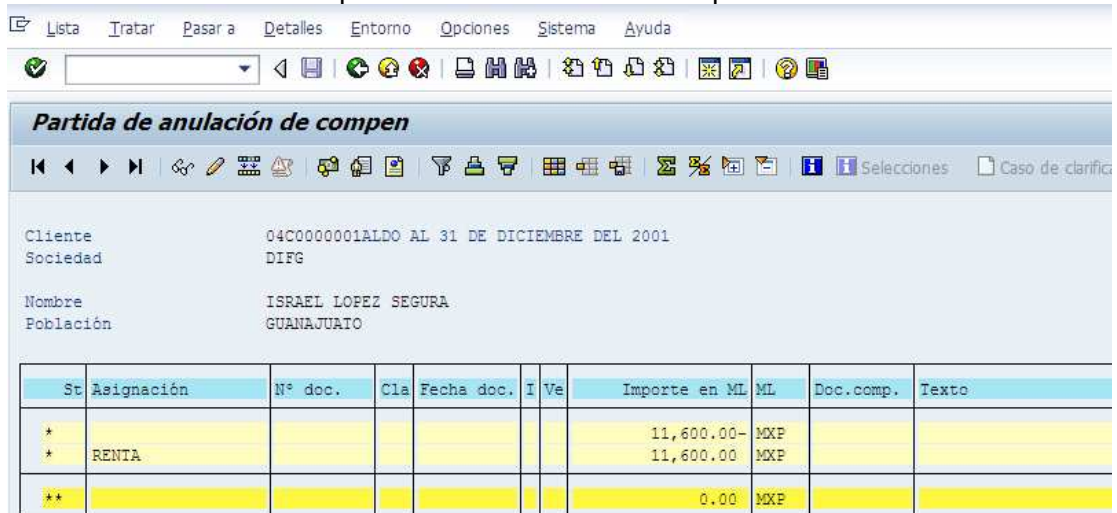 Lista Tratar Pasar a Detalles Entorno Opciones Sistema Ayuda
Partida de anulación de compen
Selecciones Caso de clarific
Cliente 04C0000001ALDO AL 31 DE DICIEMBRE DEL 2001
Sociedad DIFG
Nombre ISRAEL LOPEZ SEGURA
Población GUANAJUATO
St Asignación Nº doc. Cla Fecha doc. I Ve Importe en ML ML Doc.comp. Texto
* 11,600.00- MXP
* RENTA 11,600.00 MXP
** 0.00 MXP